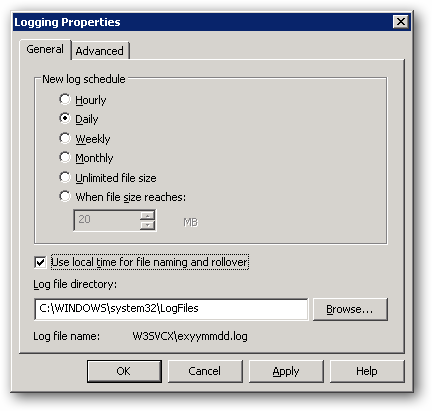 Logging Properties
General Advanced
New log schedule
Hourly
Daily
Weekly
Monthly
Unlimited file size
When file size reaches:
20 MB
Use local time for file naming and rollover
Log file directory:
C:\WINDOWS\system32\LogFiles Browse...
Log file name: W3SVCX\exyymmdd.log
OK Cancel Apply Help